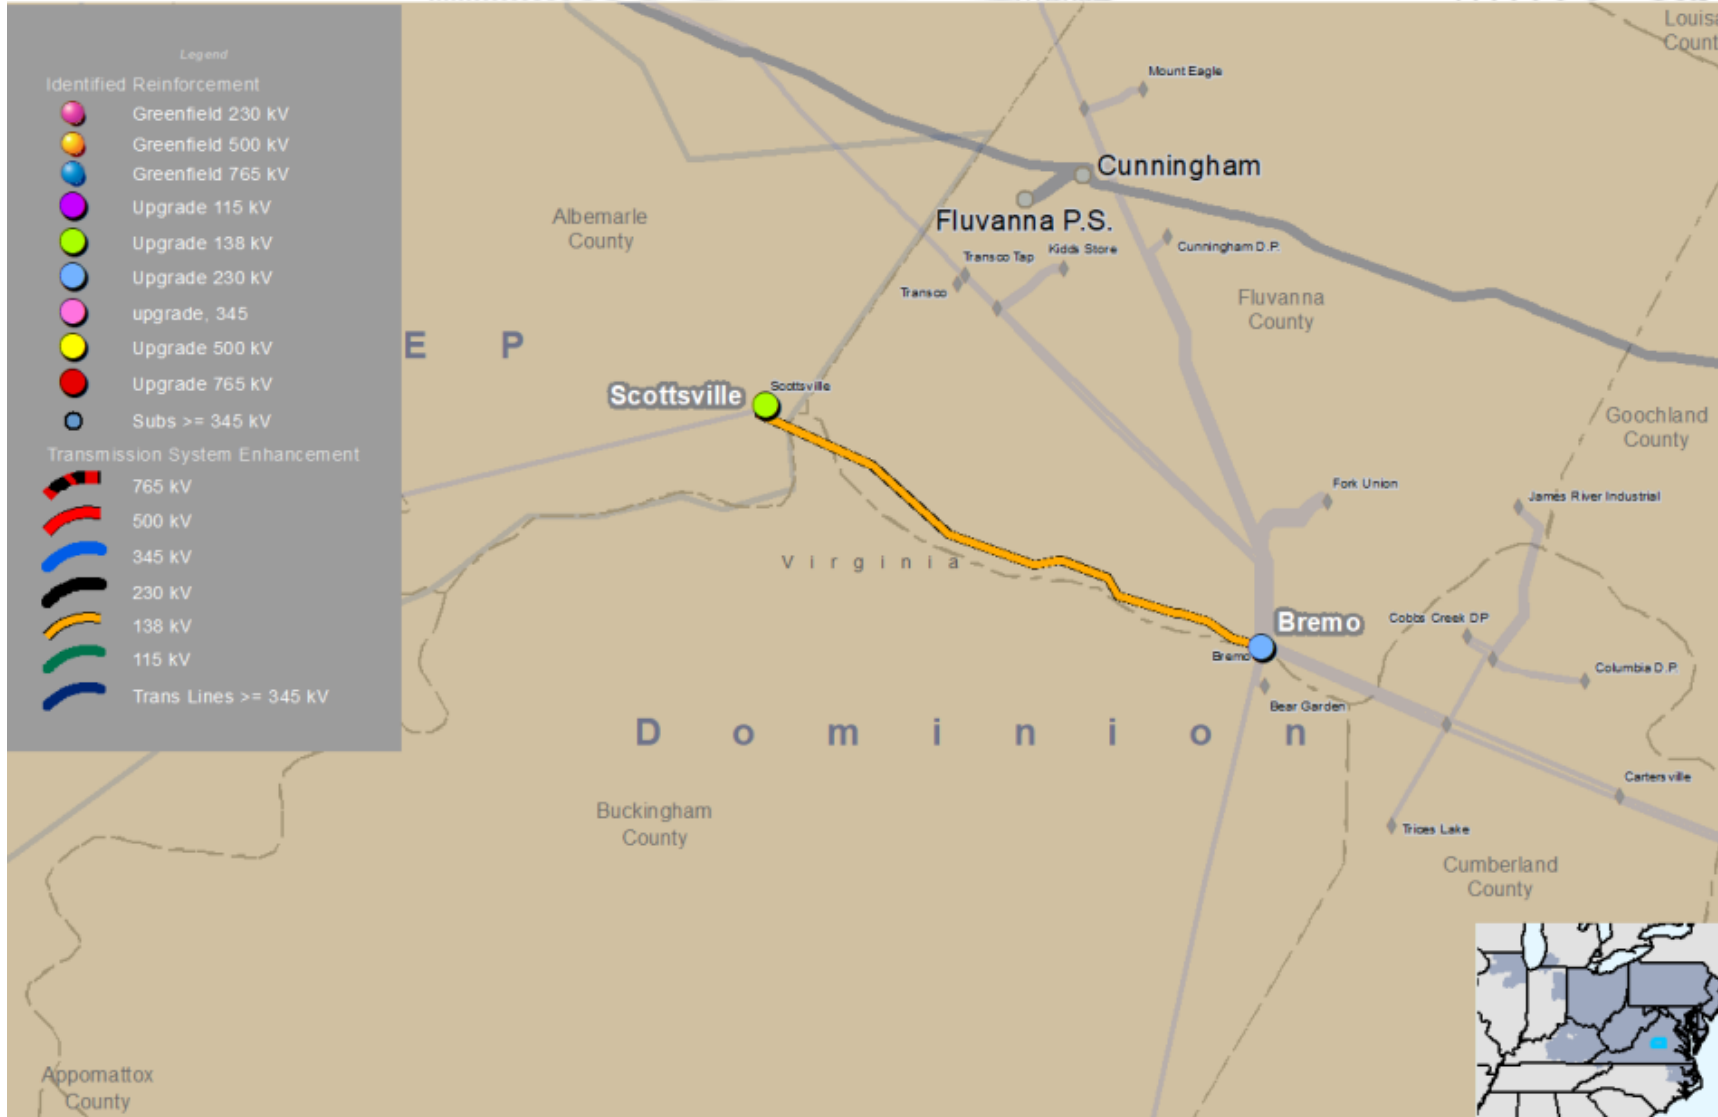 Legend
Identified Reinforcement
Greenfield 230 kV
Greenfield 500 kV
Greenfield 765 kV
Upgrade 115 kV
Upgrade 138 kV
Upgrade 230 kV
upgrade, 345
Upgrade 500 kV
Upgrade 765 kV
Subs >= 345 kV
Transmission System Enhancement
765 kV
500 kV
345 kV
230 kV
138 kV
115 kV
Trans Lines >= 345 kV
Louisa
County
Mount Eagle
Cunningham
Fluvanna P.S.
Albemarle
County
Cunningham D.P.
Transco Tap
Kidds Store
Transco
Fluvanna
County
E P
Scottsville
Scottsville
Goochland
County
Fork Union
James River Industrial
Virginia
Bremo
Bremo
Cobbs Creek DP
Columbia D.P.
Bear Garden
Dominion
Cartersville
Buckingham
County
Trices Lake
Cumberland
County
Appomattox
County